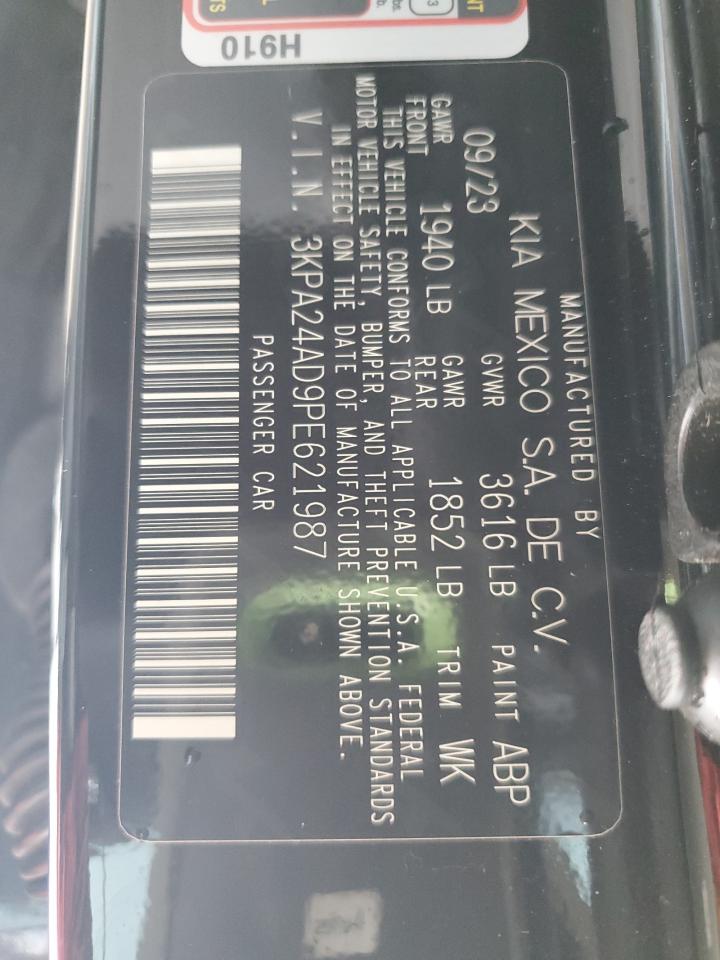 H910
MANUFACTURED BY
KIA MEXICO S.A. DE C.V.
09/23 GVWR 3616 LB PAINT ABP
GAWR FRONT 1940 LB GAWR REAR 1852 LB TRIM WK
THIS VEHICLE CONFORMS TO ALL APPLICABLE U.S.A. FEDERAL
MOTOR VEHICLE SAFETY, BUMPER, AND THEFT PREVENTION STANDARDS
IN EFFECT ON THE DATE OF MANUFACTURE SHOWN ABOVE.
V.I.N. 3KPA24AD9PE621987
PASSENGER CAR